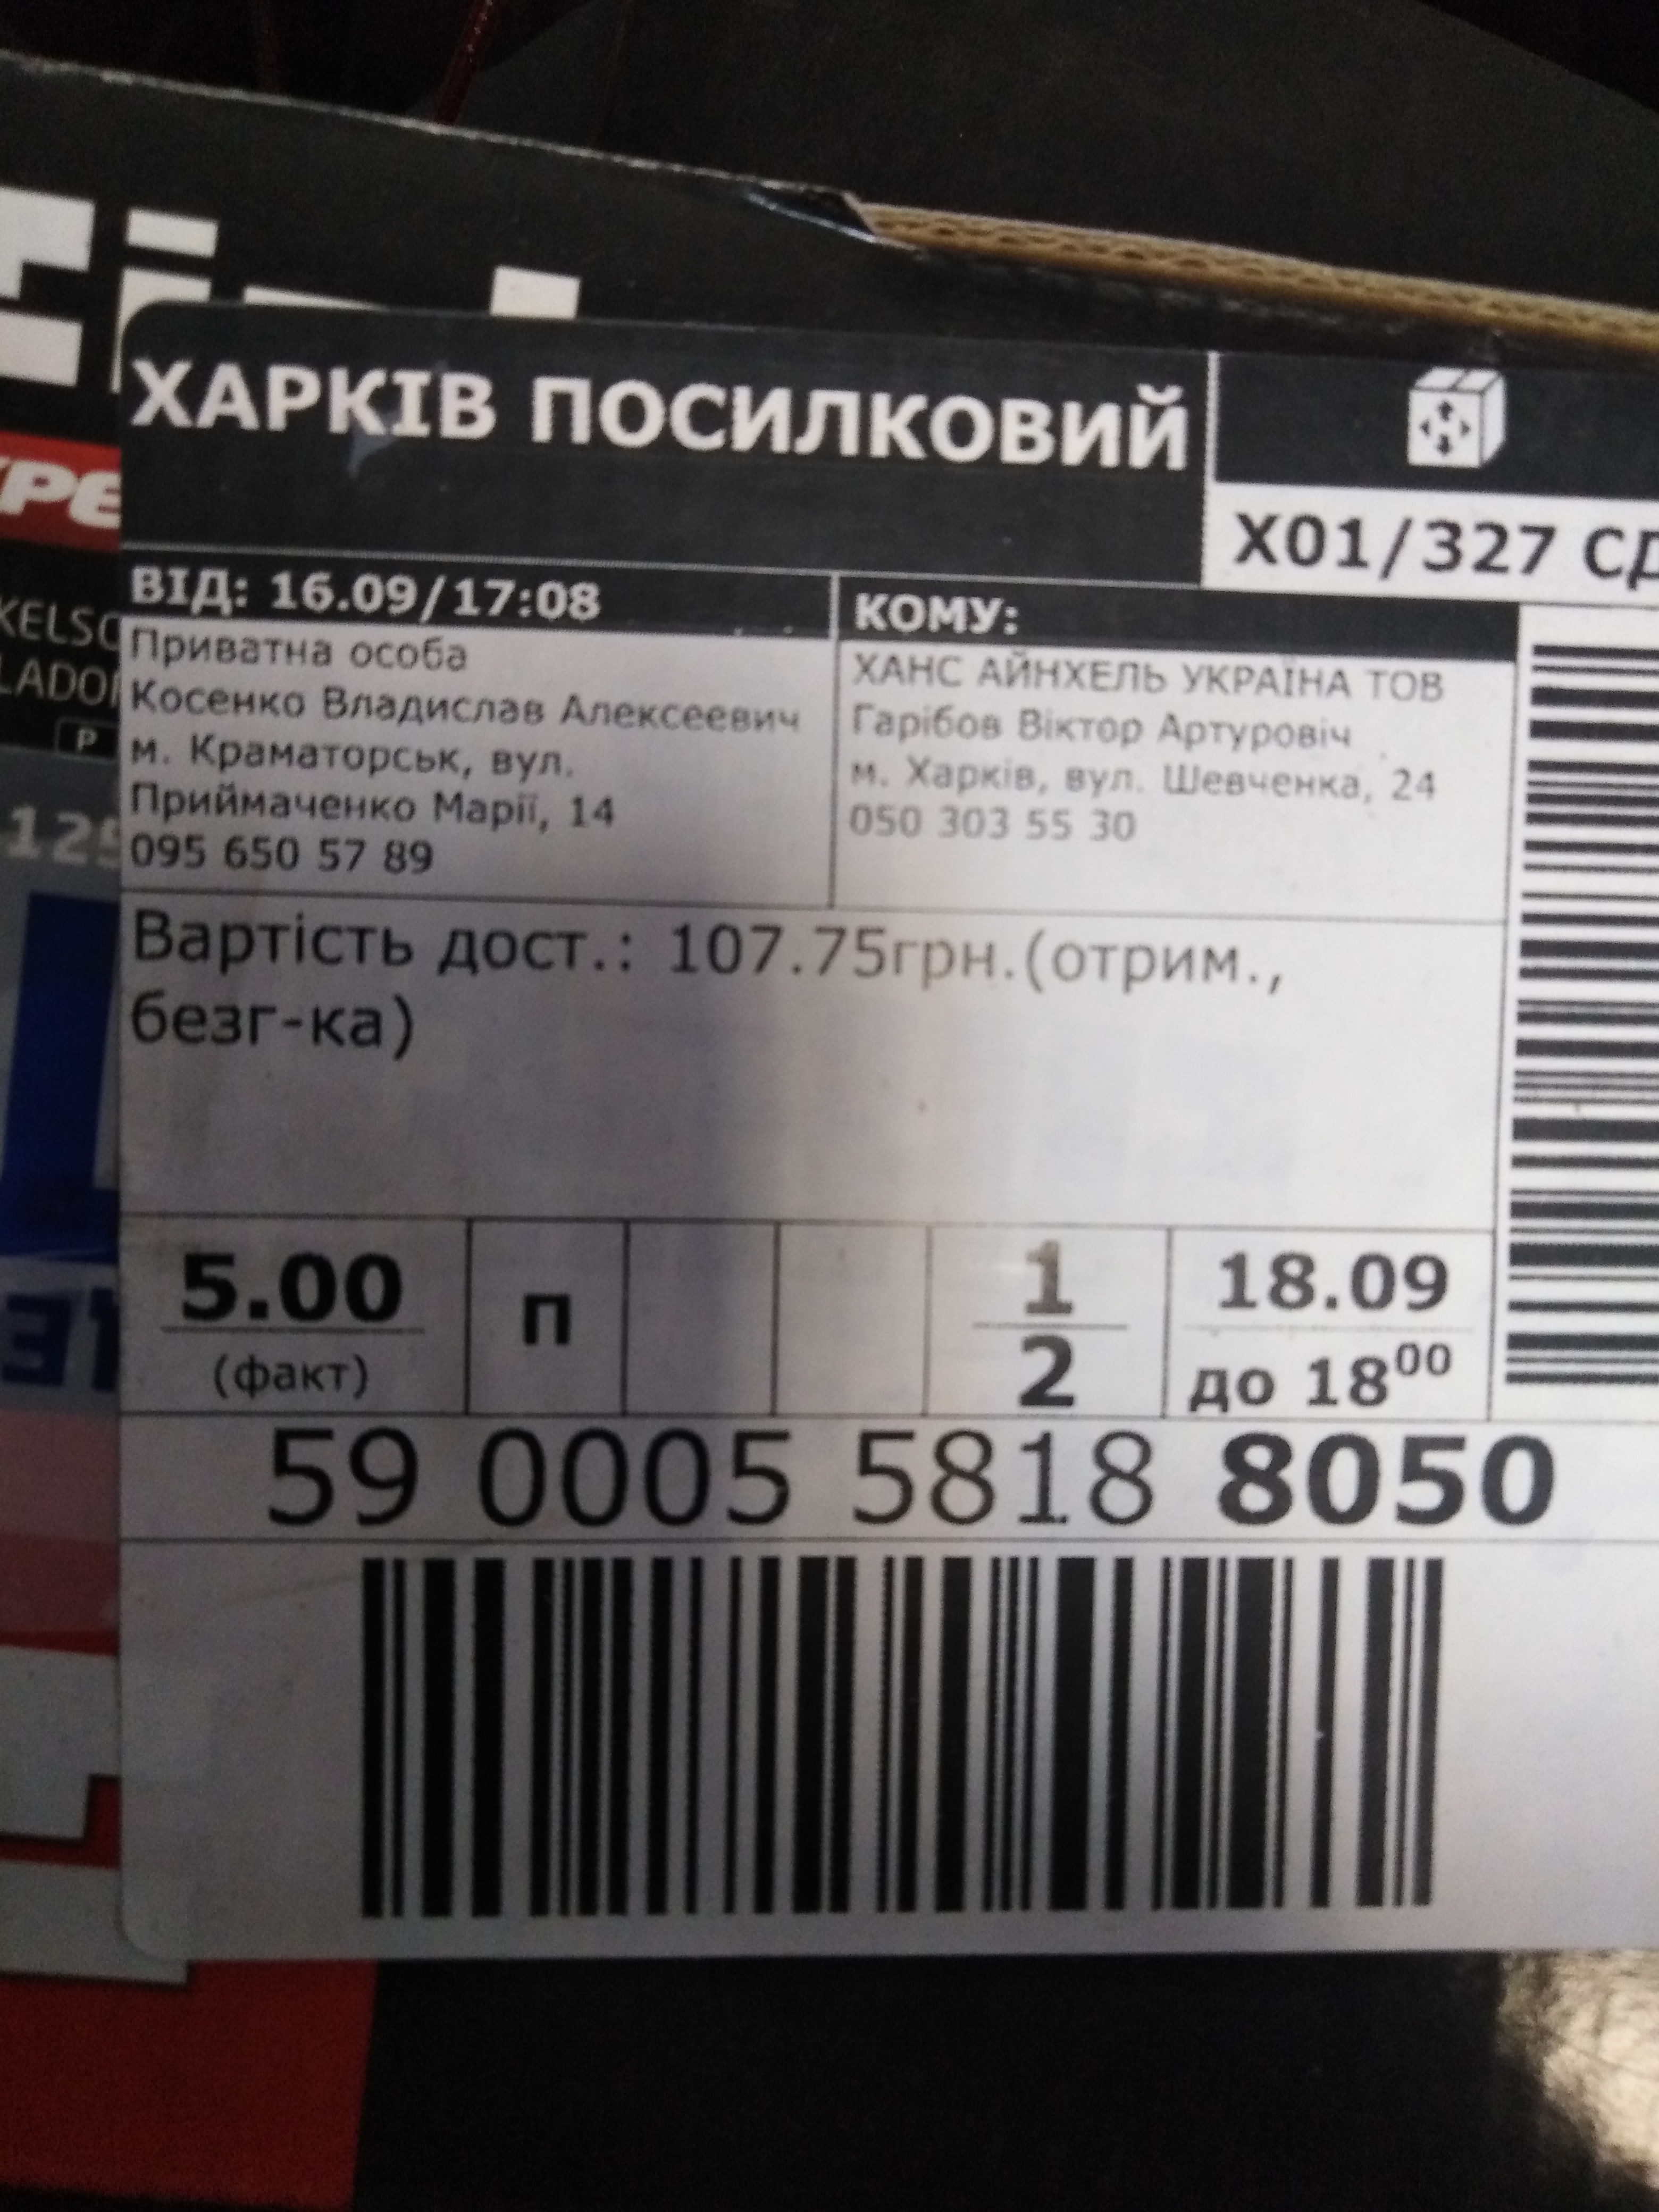 ХАРКІВ ПОСИЛКОВИЙ
Х01/327 СД
ВІД: 16.09/17:08
Приватна особа
Косенко Владислав Алексеевич
м. Краматорськ, вул.
Приймаченко Марії, 14
095 650 57 89
КОМУ:
ХАНС АЙНХЕЛЬ УКРАЇНА ТОВ
Гарібов Віктор Артурович
м. Харків, вул. Шевченка, 24
050 303 55 30
Вартість дост.: 107.75грн.(отрим.,
безг-ка)
5.00
(факт)
П
1
2
18.09
до 18⁰⁰
59 0005 5818 8050
P